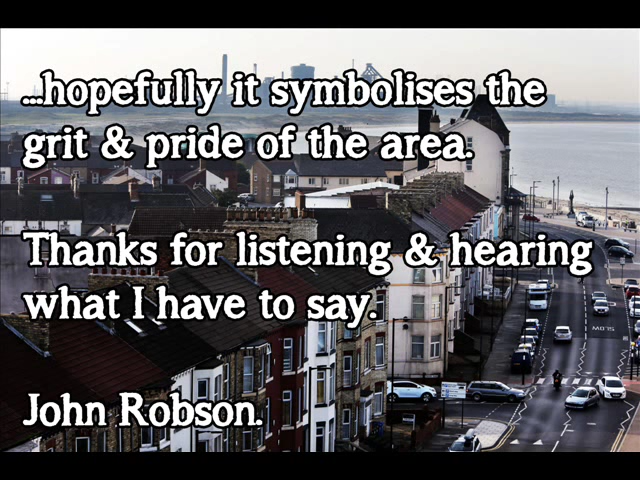 ...hopefully it symbolises the
grit & pride of the area.
Thanks for listening & hearing
what I have to say.
John Robson.
SLOW